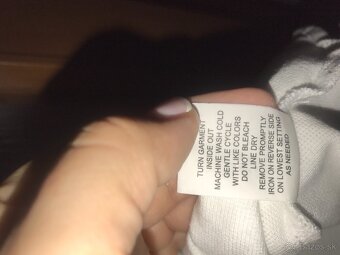 TURN GARMENT
INSIDE OUT
MACHINE WASH COLD
GENTLE CYCLE
WITH LIKE COLORS
DO NOT BLEACH
LINE DRY
REMOVE PROMPTLY
IRON ON REVERSE SIDE
ON LOWEST SETTING
AS NEEDED